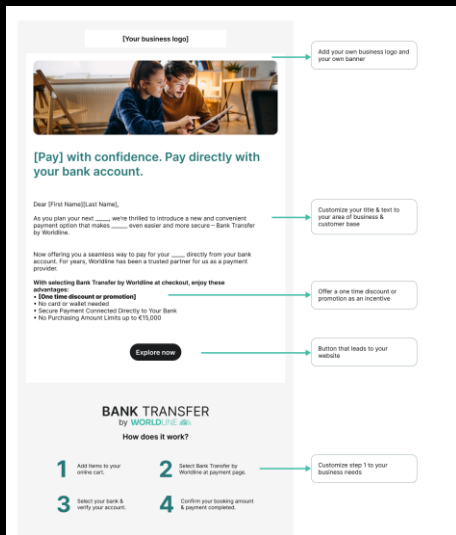 [Your business logo]
Add your own business logo and
your own banner
[Pay] with confidence. Pay directly with
your bank account.
Dear [First Name][Last Name],
As you plan your next _____, we're thrilled to introduce a new and convenient
payment option that makes _____ even easier and more secure – Bank Transfer
by Worldline.
Customize your title & text to
your area of business &
customer base
Now offering you a seamless way to pay for your _____ directly from your bank
account. For years, Worldline has been a trusted partner for us as a payment
provider.
With selecting Bank Transfer by Worldline at checkout, enjoy these
advantages:
• [One time discount or promotion]
• No card or wallet needed
• Secure Payment Connected Directly to Your Bank
• No Purchasing Amount Limits up to €15,000
Offer a one time discount or
promotion as an incentive
Explore now
Button that leads to your
website
BANK TRANSFER
by WORLDLINE
How does it work?
1 Add items to your
online cart.
2 Select Bank Transfer by
Worldline at payment page.
Customize step 1 to your
business needs
3 Select your bank &
verify your account.
4 Confirm your booking amount
& payment completed.